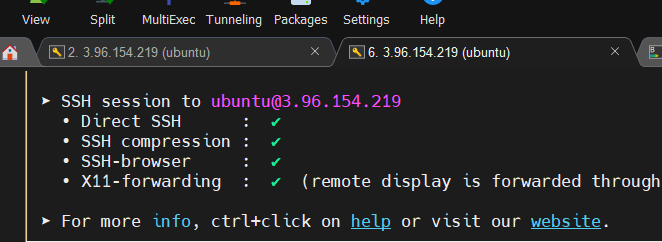 View Split MultiExec Tunneling Packages Settings Help
2. 3.96.154.219 (ubuntu) × 6. 3.96.154.219 (ubuntu) ×
➤ SSH session to ubuntu@3.96.154.219
• Direct SSH : ✔
• SSH compression : ✔
• SSH-browser : ✔
• X11-forwarding : ✔ (remote display is forwarded through
➤ For more info, ctrl+click on help or visit our website.